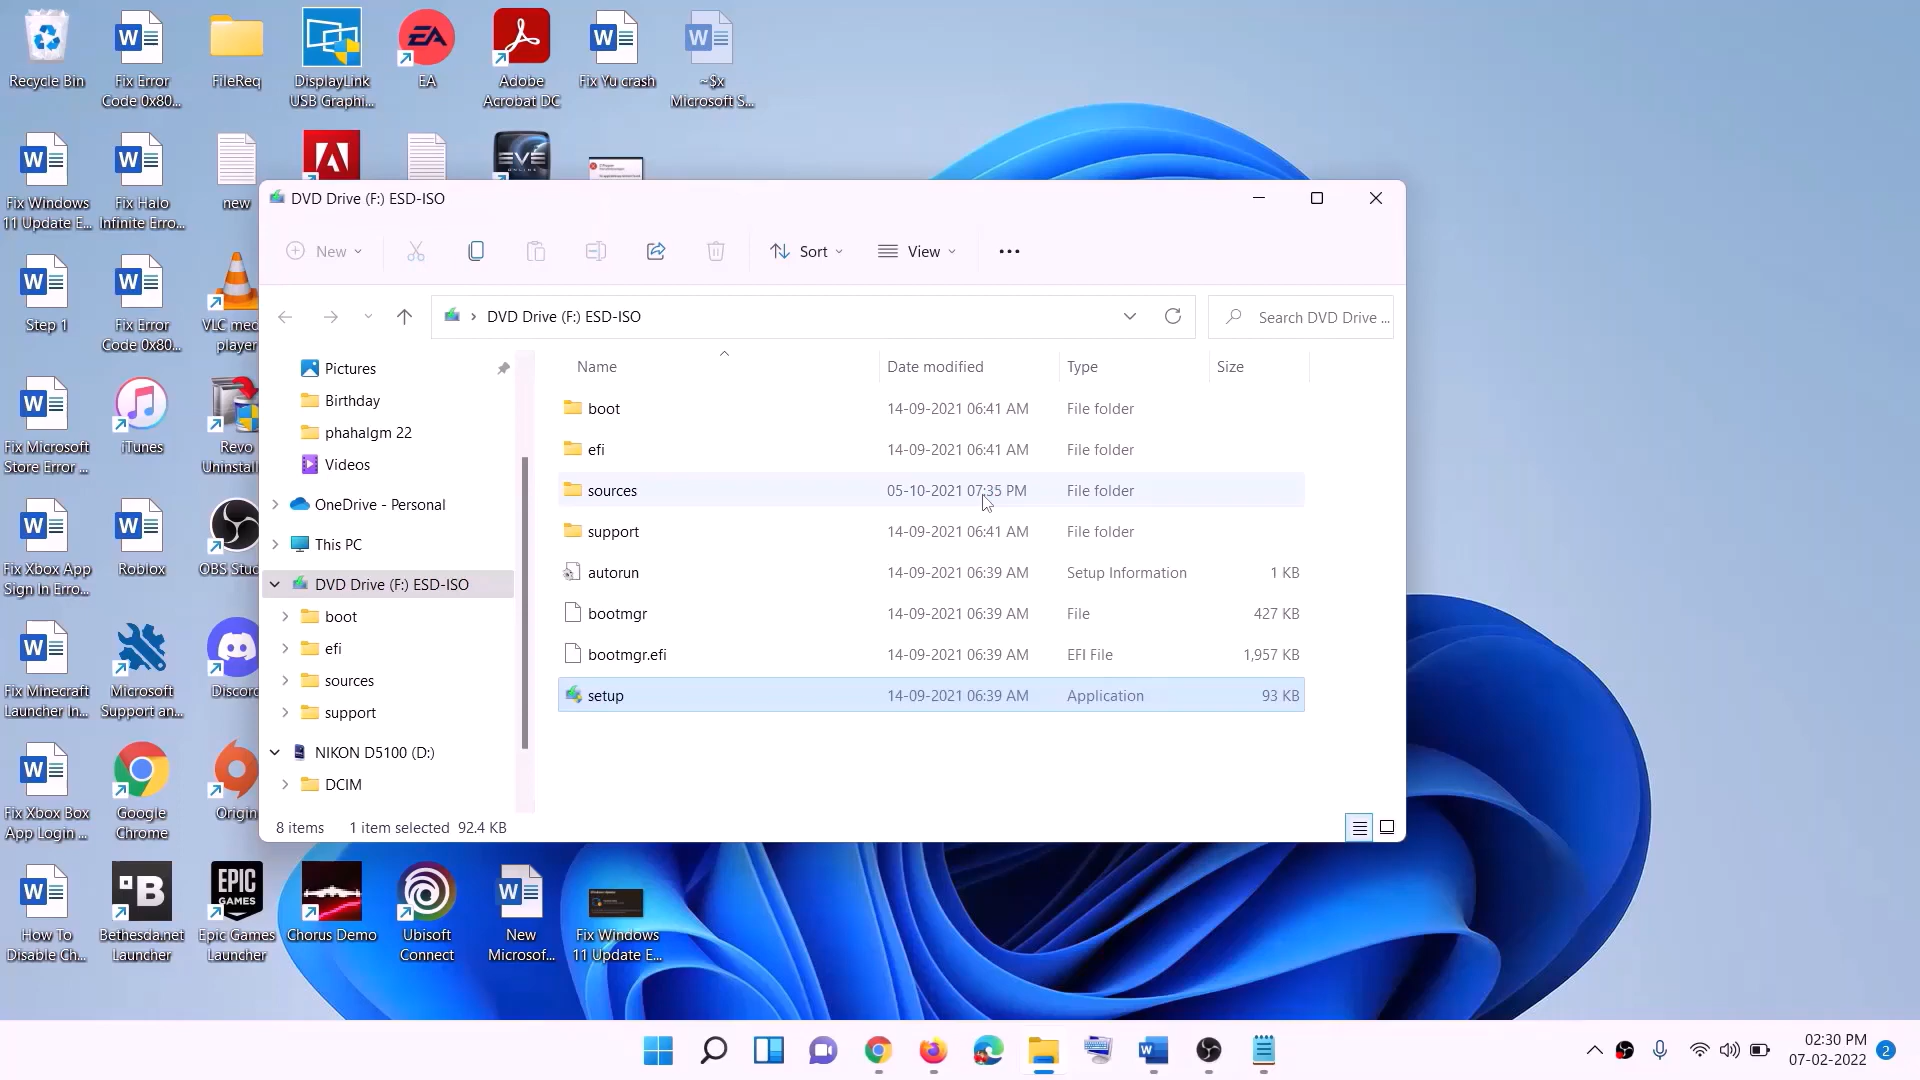 Recycle Bin
Fix Error
Code 0x80...
FileReq
DisplayLink
USB Graphi...
EA
EA
Adobe
Acrobat DC
Fix Yu crash
~$x
Microsoft S...
Fix Windows
11 Update E...
Fix Halo
Infinite Erro...
new
EVE
ONLINE
Step 1
Fix Error
Code 0x80...
VLC med
player
Fix Microsoft
Store Error ...
iTunes
Revo
Uninstall
Fix Xbox App
Sign In Erro...
Roblox
OBS Stud
Fix Minecraft
Launcher In...
Microsoft
Support an...
Discord
Fix Xbox Box
App Login ...
Google
Chrome
Origin
How To
Disable Ch...
Bethesda.net
Launcher
EPIC
GAMES
Epic Games
Launcher
Chorus Demo
Ubisoft
Connect
New
Microsof...
Fix Windows
11 Update E...
DVD Drive (F:) ESD-ISO
New
Sort
View
DVD Drive (F:) ESD-ISO
Search DVD Drive ...
Pictures
Birthday
phahalgm 22
Videos
OneDrive - Personal
This PC
DVD Drive (F:) ESD-ISO
boot
efi
sources
support
NIKON D5100 (D:)
DCIM
Name Date modified Type Size
boot 14-09-2021 06:41 AM File folder
efi 14-09-2021 06:41 AM File folder
sources 05-10-2021 07:35 PM File folder
support 14-09-2021 06:41 AM File folder
autorun 14-09-2021 06:39 AM Setup Information 1 KB
bootmgr 14-09-2021 06:39 AM File 427 KB
bootmgr.efi 14-09-2021 06:39 AM EFI File 1,957 KB
setup 14-09-2021 06:39 AM Application 93 KB
8 items 1 item selected 92.4 KB
02:30 PM
07-02-2022
2